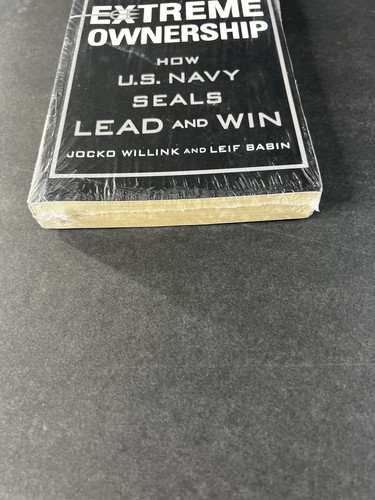 EXTREME
OWNERSHIP
HOW
U.S. NAVY
SEALS
LEAD AND WIN
JOCKO WILLINK AND LEIF BABIN